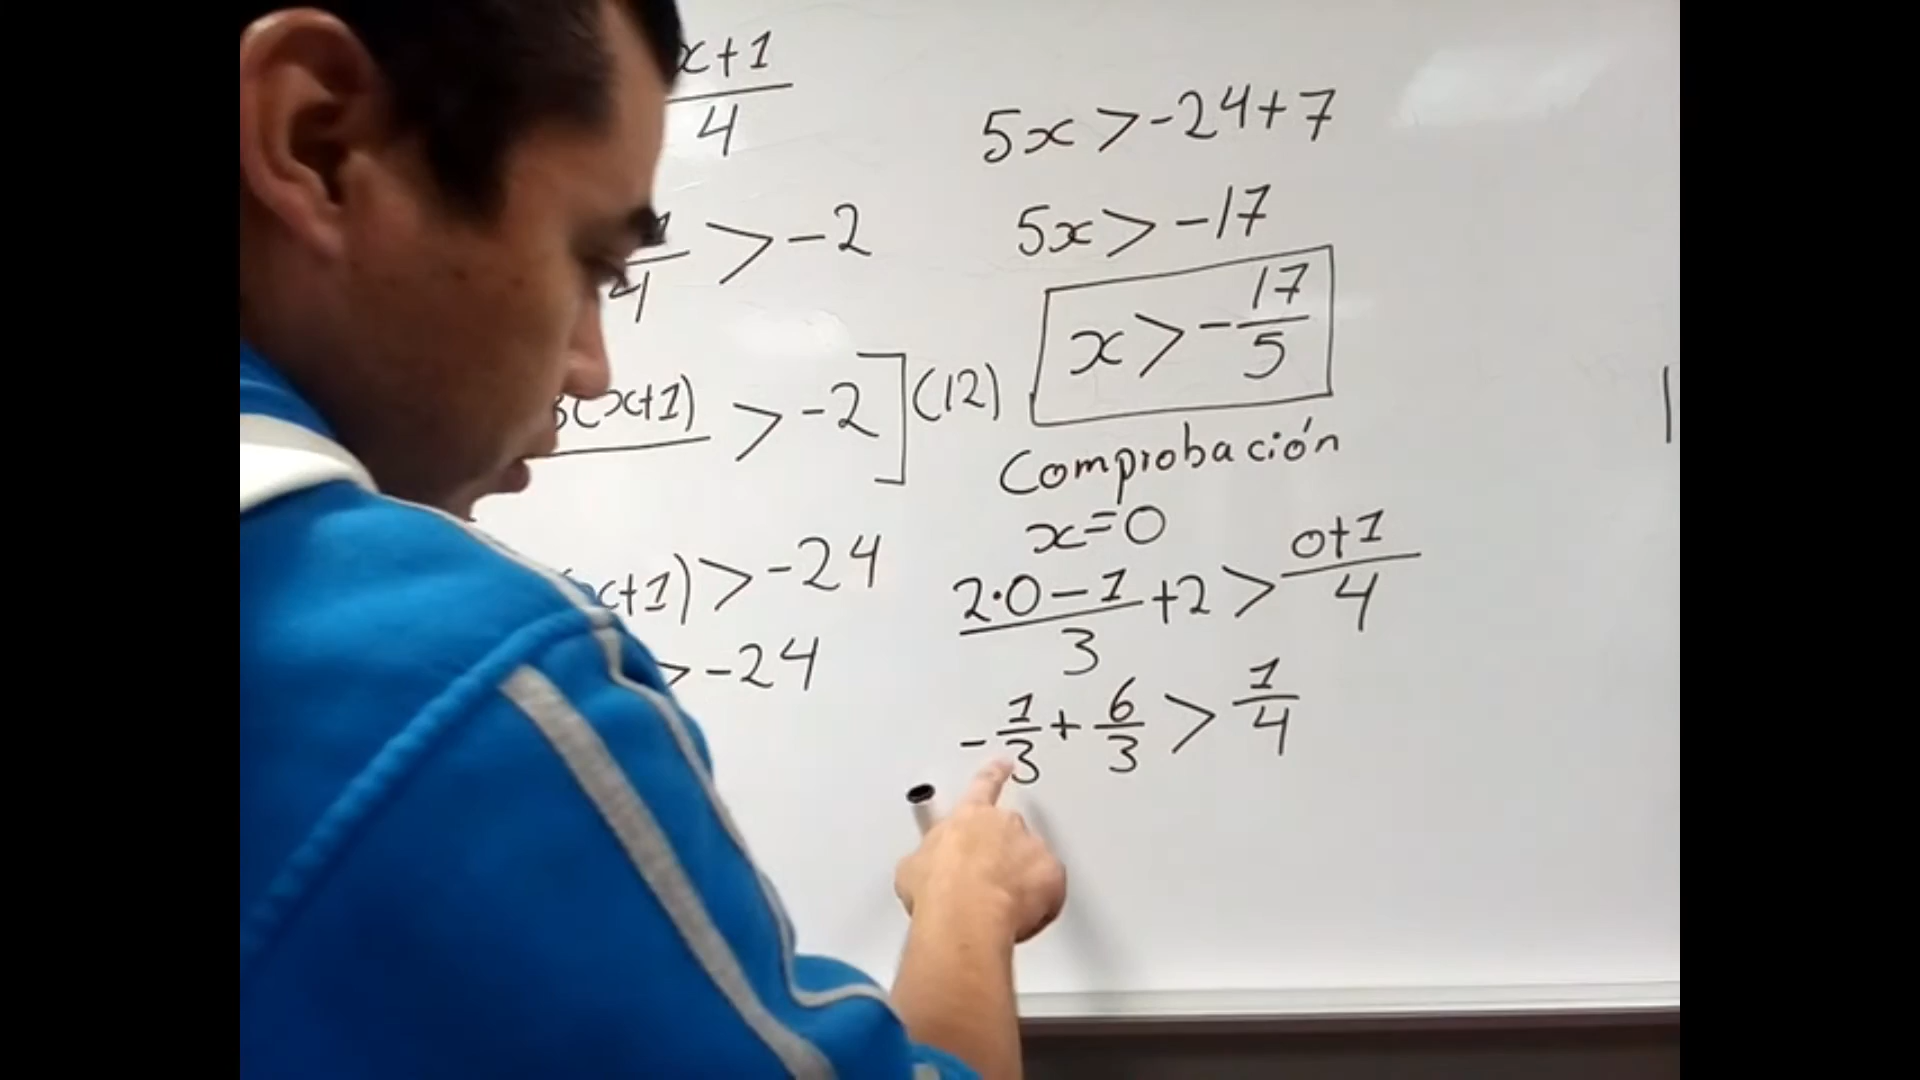 x+1
4
> -2
4
3(x+1) > -2 ] (12)
x+1) > -24
> -24
5x > -24+7
5x > -17
x > - 17/5
Comprobación
x=0
2·0-1/3 +2 > 0+1/4
- 1/3 + 6/3 > 1/4